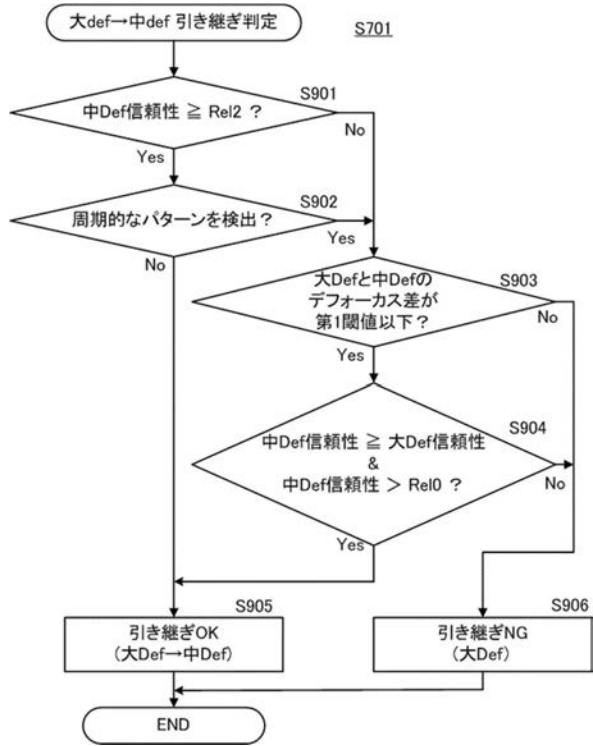 大def→中def 引き継ぎ判定
S701
S901
中Def信頼性 ≧ Rel2 ?
No
Yes
S902
周期的なパターンを検出?
Yes
No
S903
大Defと中Defの
デフォーカス差が
第1閾値以下?
No
Yes
S904
中Def信頼性 ≧ 大Def信頼性
&
中Def信頼性 > Rel0 ?
No
Yes
S905
引き継ぎOK
(大Def→中Def)
S906
引き継ぎNG
(大Def)
END